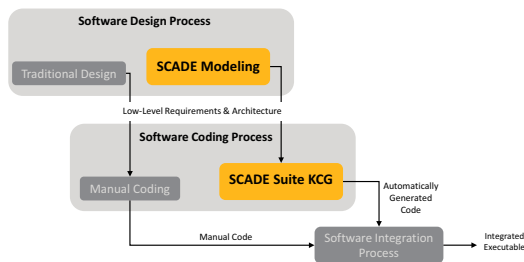 Software Design Process
Traditional Design
SCADE Modeling
Low-Level Requirements & Architecture
Software Coding Process
Manual Coding
SCADE Suite KCG
Automatically
Generated
Code
Manual Code
Software Integration
Process
Integrated
Executable